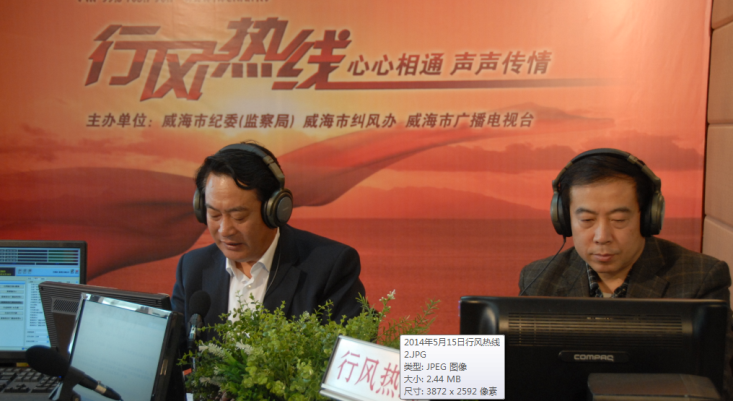 行风热线 心心相通 声声传情
主办单位：威海市纪委(监察局) 威海市纠风办 威海市广播电视台
行风热
COMPAQ
2014年5月15日行风热线
2.JPG
类型: JPEG 图像
大小: 2.44 MB
尺寸: 3872 x 2592 像素